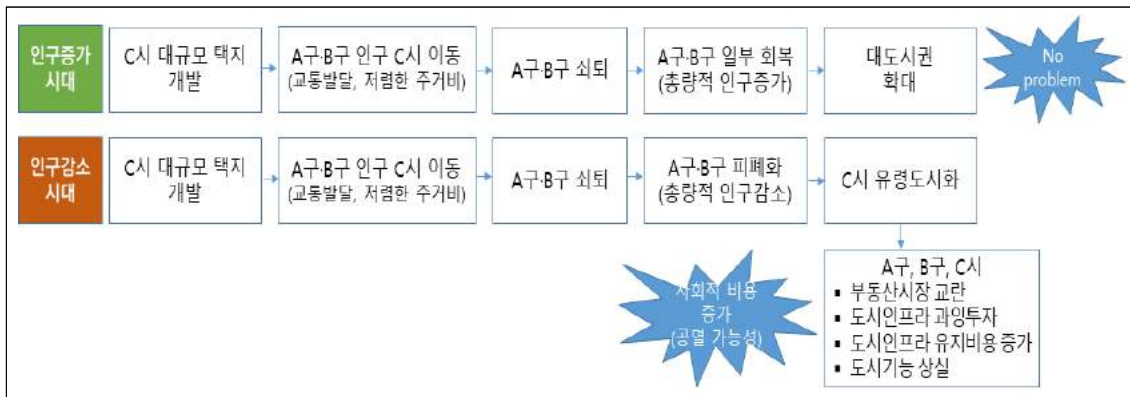 인구증가
시대
C시 대규모 택지
개발
A구·B구 인구 C시 이동
(교통발달, 저렴한 주거비)
A구·B구 쇠퇴
A구·B구 일부 회복
(총량적 인구증가)
대도시권
확대
No
problem
인구감소
시대
C시 대규모 택지
개발
A구·B구 인구 C시 이동
(교통발달, 저렴한 주거비)
A구·B구 쇠퇴
A구·B구 피폐화
(총량적 인구감소)
C시 유령도시화
사회적 비용
증가
(공멸 가능성)
A구, B구, C시
▪ 부동산시장 교란
▪ 도시인프라 과잉투자
▪ 도시인프라 유지비용 증가
▪ 도시기능 상실